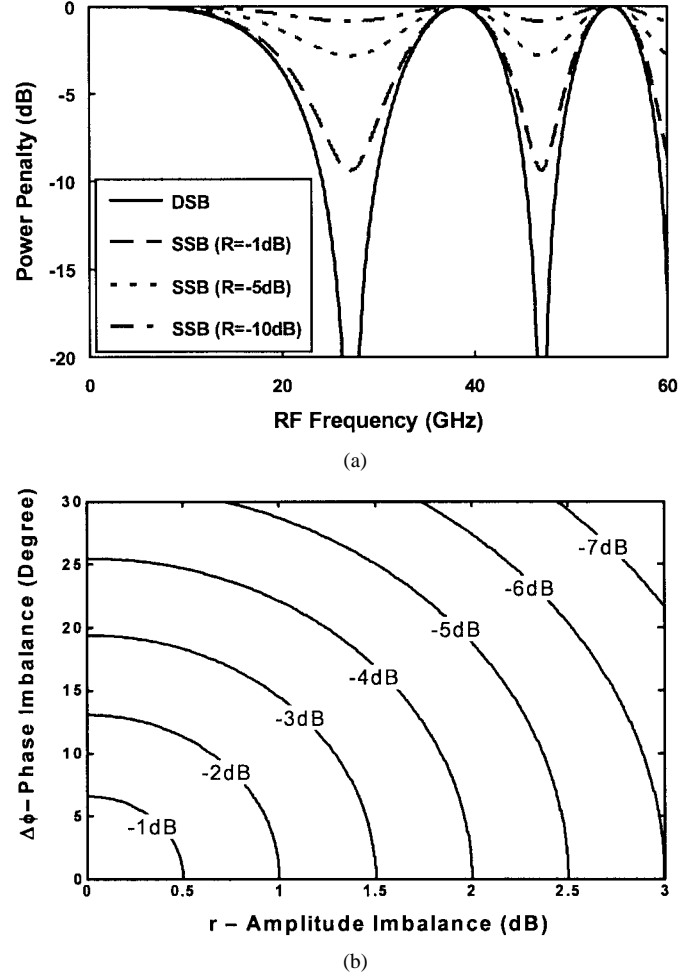 0
-5
-10
-15
-20
Power Penalty (dB)
DSB
SSB (R=-1dB)
SSB (R=-5dB)
SSB (R=-10dB)
0 20 40 60
RF Frequency (GHz)
(a)
30
25
20
15
10
5
0
Δϕ– Phase Imbalance (Degree)
-7dB
-6dB
-5dB
-4dB
-3dB
-2dB
-1dB
0 0.5 1 1.5 2 2.5 3
r – Amplitude Imbalance (dB)
(b)